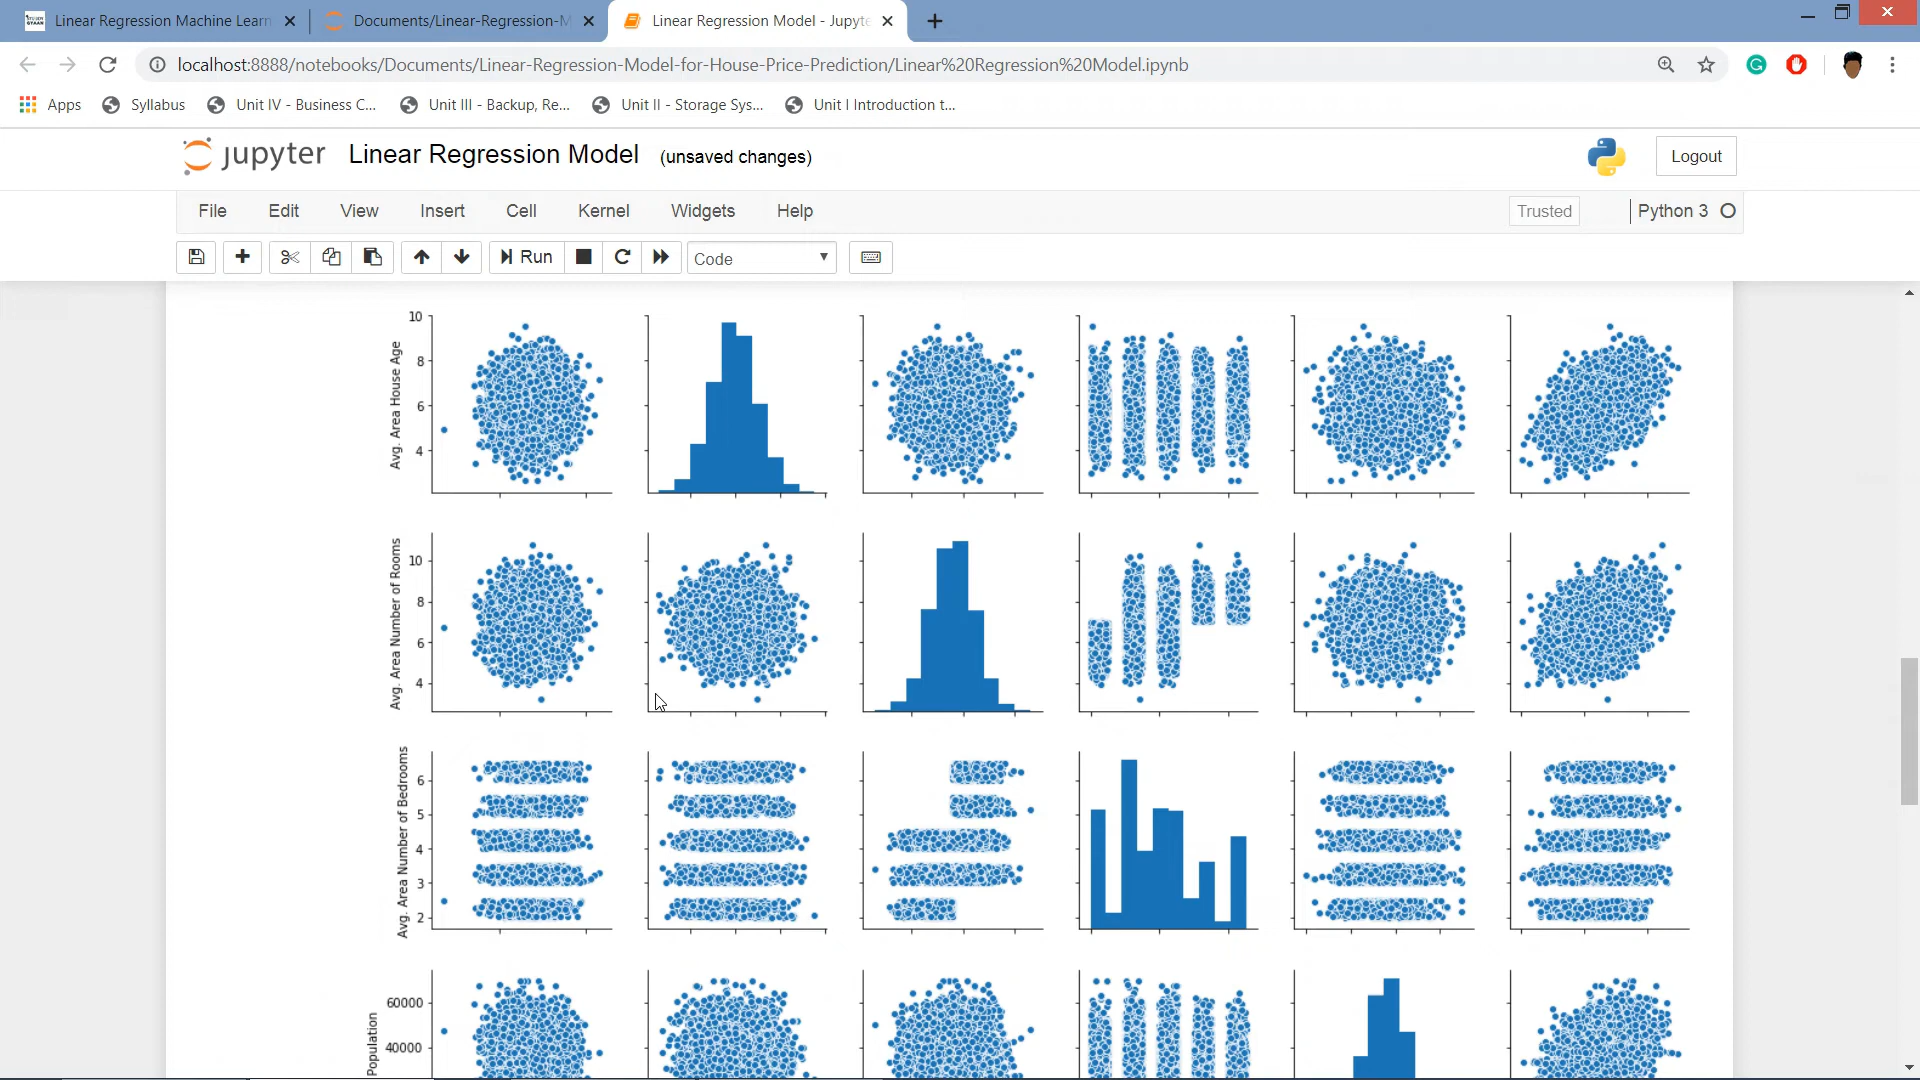 Linear Regression Machine Learn
Documents/Linear-Regression-M
Linear Regression Model - Jupyte
localhost:8888/notebooks/Documents/Linear-Regression-Model-for-House-Price-Prediction/Linear%20Regression%20Model.ipynb
Apps
Syllabus
Unit IV - Business C...
Unit III - Backup, Re...
Unit II - Storage Sys...
Unit I Introduction t...
jupyter
Linear Regression Model
(unsaved changes)
Logout
File
Edit
View
Insert
Cell
Kernel
Widgets
Help
Trusted
Python 3
Run
Code
Avg. Area House Age
10
8
6
4
Avg. Area Number of Rooms
10
8
6
4
Avg. Area Number of Bedrooms
6
5
4
3
2
Population
60000
40000